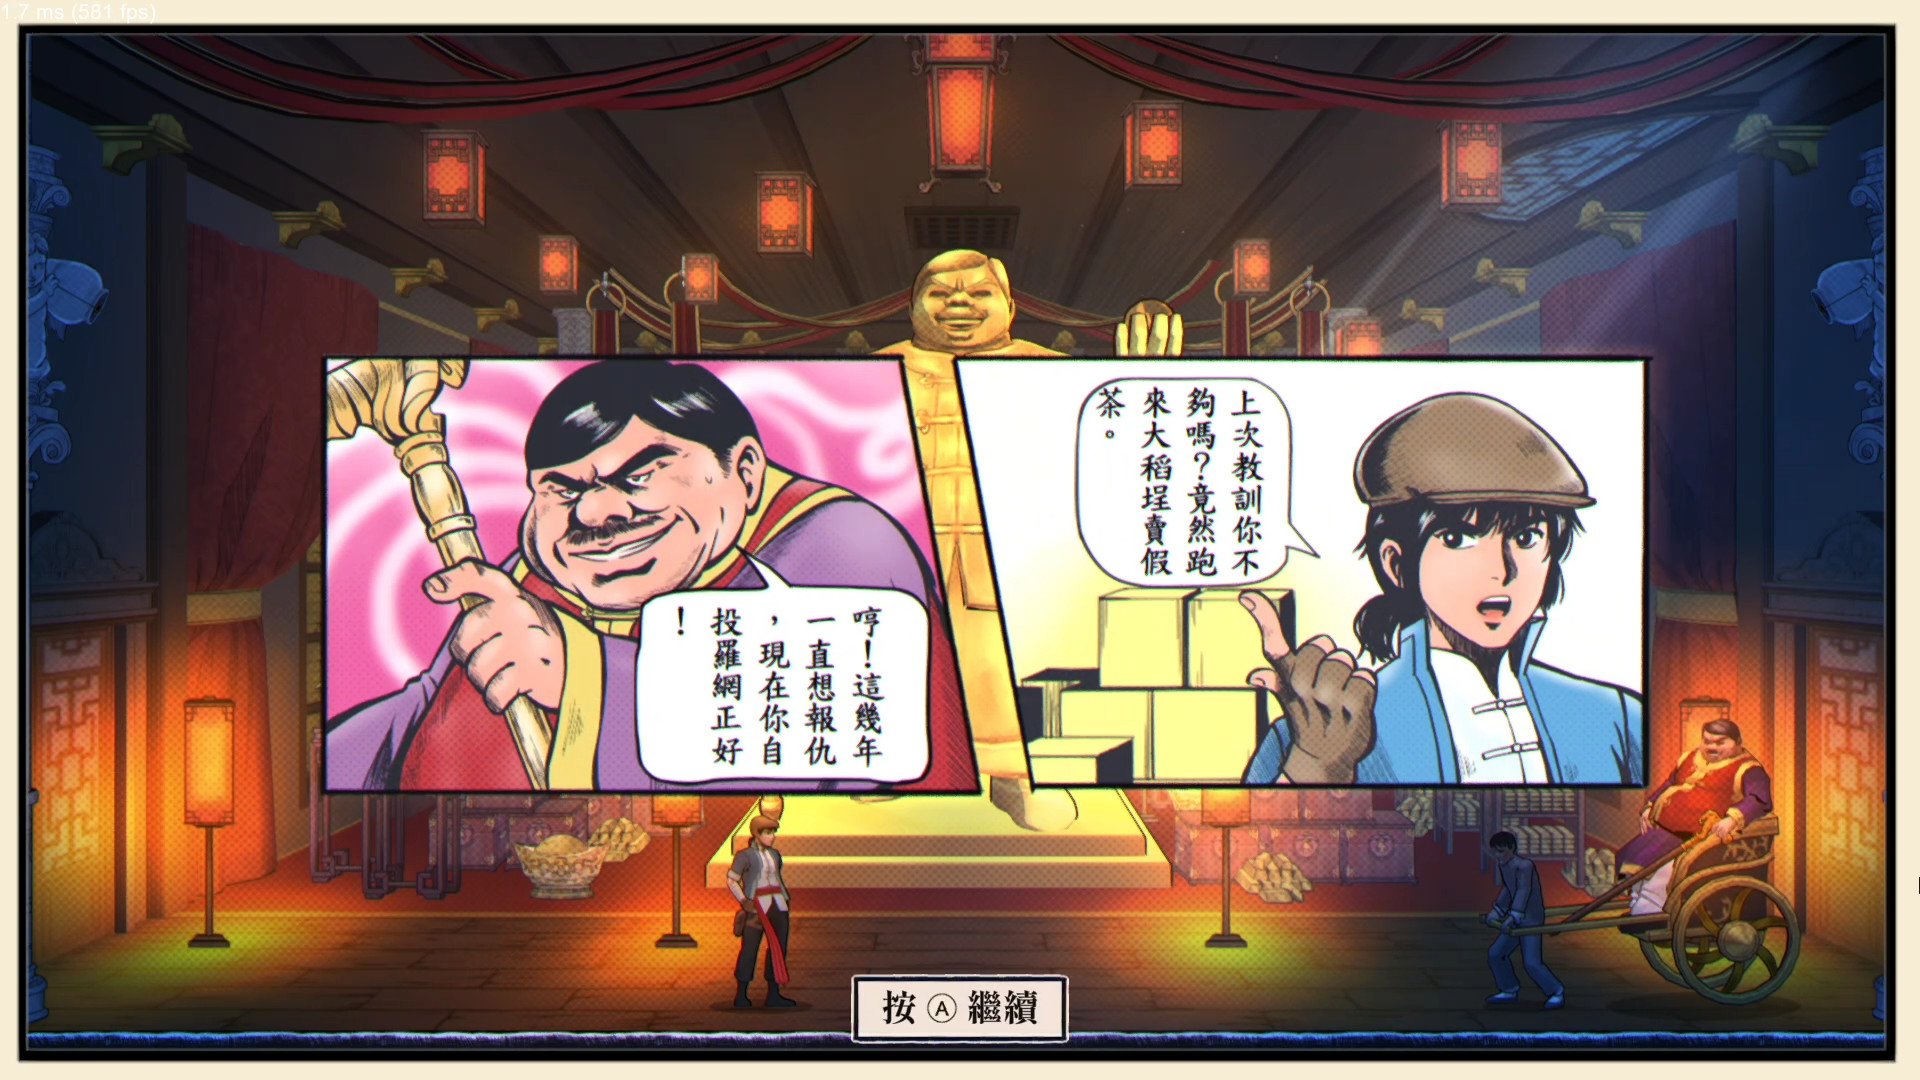 1.7 ms (581 fps)
上次教訓你不
夠嗎？竟然跑
來大稻埕賣假
茶。
哼！這幾年
一直想報仇
，現在你自
投羅網正好
！
按 Ⓐ 繼續